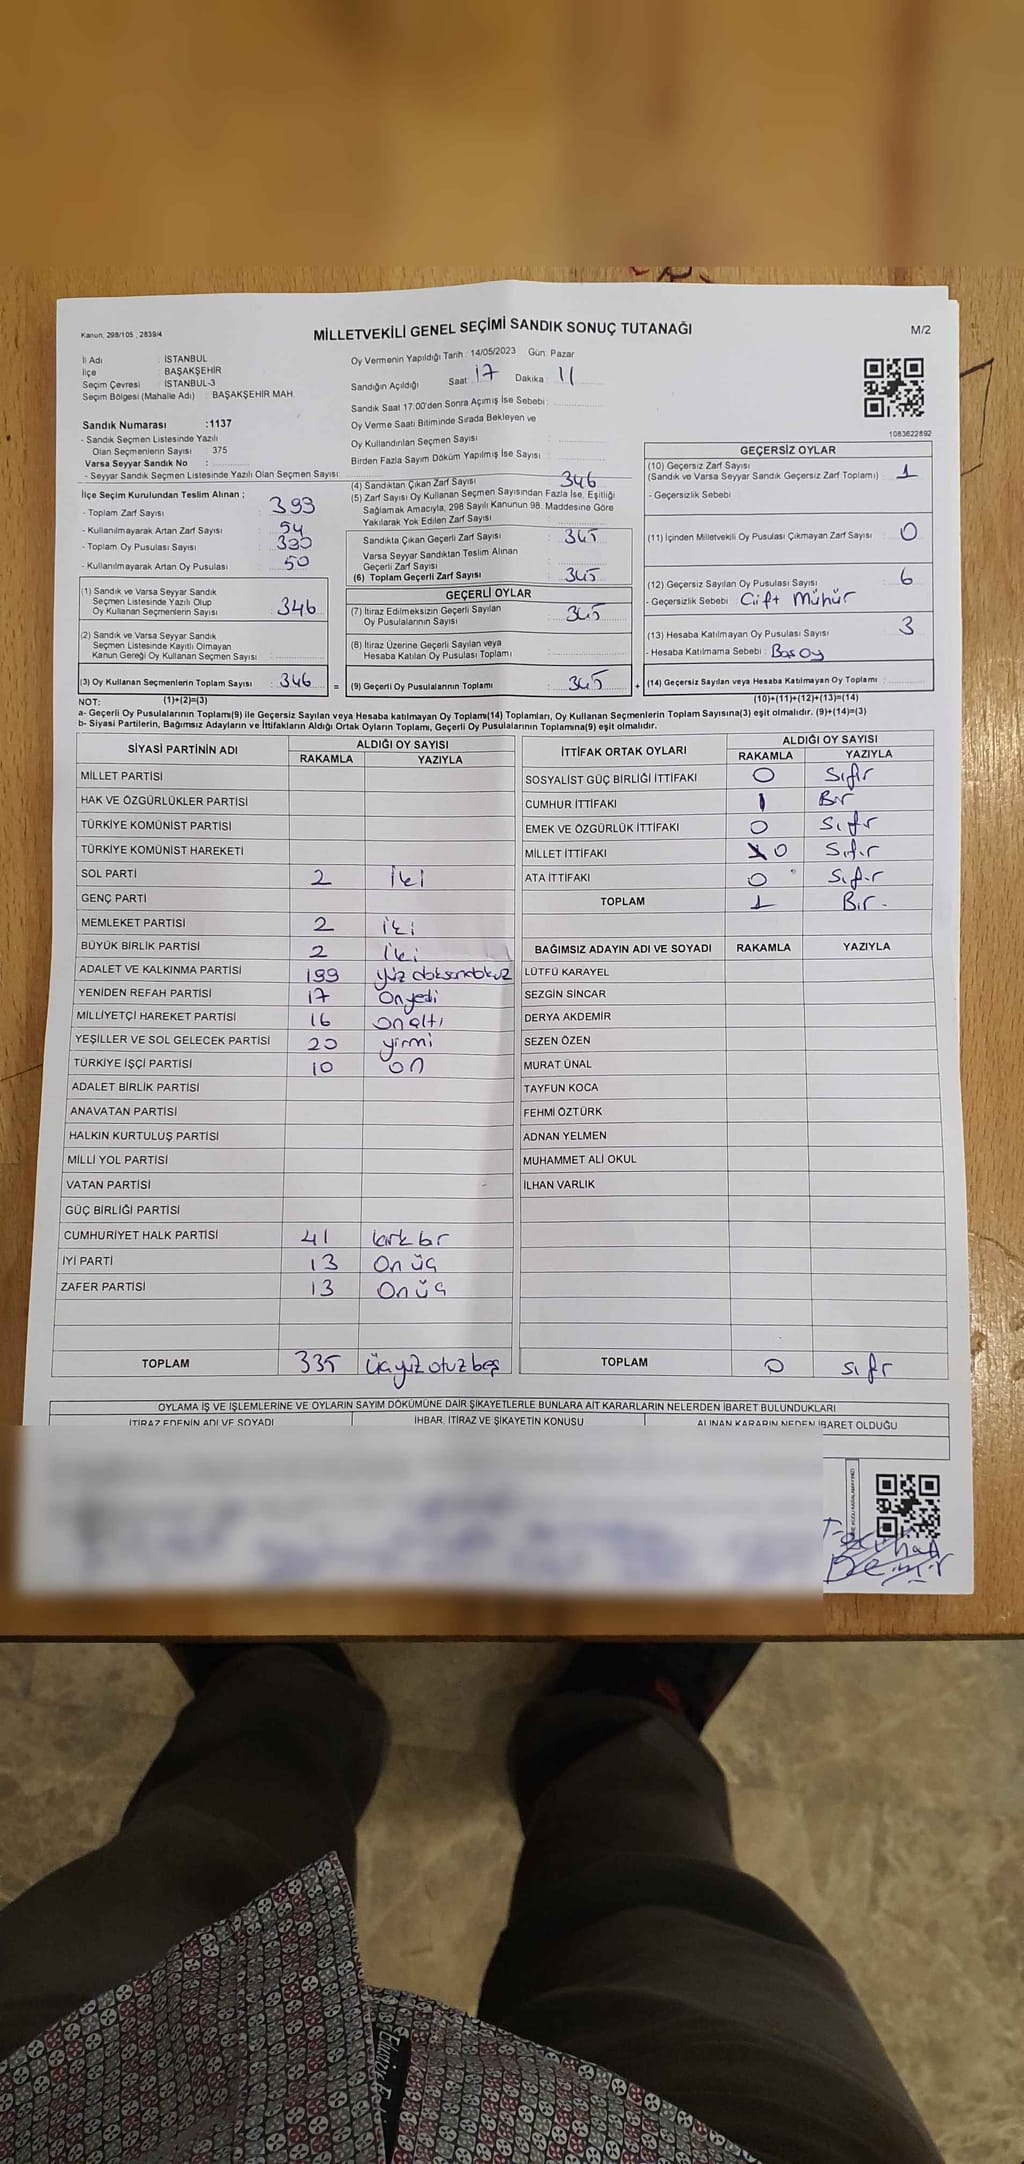 Kanun. 298/105 ; 2839/4
MİLLETVEKİLİ GENEL SEÇİMİ SANDIK SONUÇ TUTANAĞI
M/2
İl Adı : İSTANBUL
İlçe : BAŞAKŞEHİR
Seçim Çevresi : İSTANBUL-3
Seçim Bölgesi (Mahalle Adı) : BAŞAKŞEHİR MAH.
Sandık Numarası :1137
- Sandık Seçmen Listesinde Yazılı
Olan Seçmenlerin Sayısı : 375
Varsa Seyyar Sandık No :
- Seyyar Sandık Seçmen Listesinde Yazılı Olan Seçmen Sayısı:
İlçe Seçim Kurulundan Teslim Alınan ;
- Toplam Zarf Sayısı : 399
- Kullanılmayarak Artan Zarf Sayısı : 54
- Toplam Oy Pusulası Sayısı : 390
- Kullanılmayarak Artan Oy Pusulası : 50
(1) Sandık ve Varsa Seyyar Sandık
Seçmen Listesinde Yazılı Olup
Oy Kullanan Seçmenlerin Sayısı : 346
(2) Sandık ve Varsa Seyyar Sandık
Seçmen Listesinde Kayıtlı Olmayan
Kanun Gereği Oy Kullanan Seçmen Sayısı :
(3) Oy Kullanan Seçmenlerin Toplam Sayısı : 346
Oy Vermenin Yapıldığı Tarih : 14/05/2023 Gün: Pazar
Sandığın Açıldığı Saat : 17 Dakika : 11
Sandık Saat 17:00'den Sonra Açımış İse Sebebi :
Oy Verme Saati Bitiminde Sırada Bekleyen ve
Oy Kullandırılan Seçmen Sayısı :
Birden Fazla Sayım Döküm Yapılmış İse Sayısı :
(4) Sandıktan Çıkan Zarf Sayısı : 346
(5) Zarf Sayısı Oy Kullanan Seçmen Sayısından Fazla İse, Eşitliği
Sağlamak Amacıyla, 298 Sayılı Kanunun 98. Maddesine Göre
Yakılarak Yok Edilen Zarf Sayısı :
Sandıkta Çıkan Geçerli Zarf Sayısı : 345
Varsa Seyyar Sandıktan Teslim Alınan
Geçerli Zarf Sayısı :
(6) Toplam Geçerli Zarf Sayısı : 345
GEÇERLİ OYLAR
(7) İtiraz Edilmeksizin Geçerli Sayılan
Oy Pusulalarının Sayısı : 345
(8) İtiraz Üzerine Geçerli Sayılan veya
Hesaba Katılan Oy Pusulası Toplamı :
= (9) Geçerli Oy Pusulalarının Toplamı : 345 +
1083622892
GEÇERSİZ OYLAR
(10) Geçersiz Zarf Sayısı
(Sandık ve Varsa Seyyar Sandık Geçersiz Zarf Toplamı) : 1
- Geçersizlik Sebebi
(11) İçinden Milletvekili Oy Pusulası Çıkmayan Zarf Sayısı : 0
(12) Geçersiz Sayılan Oy Pusulası Sayısı : 6
- Geçersizlik Sebebi : Çift Mühür
(13) Hesaba Katılmayan Oy Pusulası Sayısı : 3
- Hesaba Katılmama Sebebi : Boş Oy
(14) Geçersiz Sayılan veya Hesaba Katılmayan Oy Toplamı :
NOT: (1)+(2)=(3) (10)+(11)+(12)+(13)=(14)
a- Geçerli Oy Pusulalarının Toplamı(9) ile Geçersiz Sayılan veya Hesaba katılmayan Oy Toplamı(14) Toplamları, Oy Kullanan Seçmenlerin Toplam Sayısına(3) eşit olmalıdır. (9)+(14)=(3)
b- Siyasi Partilerin, Bağımsız Adayların ve İttifakların Aldığı Ortak Oyların Toplamı, Geçerli Oy Pusulalarının Toplamına(9) eşit olmalıdır.
SİYASİ PARTİNİN ADI ALDIĞI OY SAYISI
RAKAMLA YAZIYLA
MİLLET PARTİSİ
HAK VE ÖZGÜRLÜKLER PARTİSİ
TÜRKİYE KOMÜNİST PARTİSİ
TÜRKİYE KOMÜNİST HAREKETİ
SOL PARTİ 2 iki
GENÇ PARTİ
MEMLEKET PARTİSİ 2 iki
BÜYÜK BİRLİK PARTİSİ 2 iki
ADALET VE KALKINMA PARTİSİ 199 yüz doksandokuz
YENİDEN REFAH PARTİSİ 17 Onyedi
MİLLİYETÇİ HAREKET PARTİSİ 16 onaltı
YEŞİLLER VE SOL GELECEK PARTİSİ 20 yirmi
TÜRKİYE İŞÇİ PARTİSİ 10 on
ADALET BİRLİK PARTİSİ
ANAVATAN PARTİSİ
HALKIN KURTULUŞ PARTİSİ
MİLLİ YOL PARTİSİ
VATAN PARTİSİ
GÜÇ BİRLİĞİ PARTİSİ
CUMHURİYET HALK PARTİSİ 41 kırk bir
İYİ PARTİ 13 On üç
ZAFER PARTİSİ 13 On üç
TOPLAM 335 üçyüz otuz beş
İTTİFAK ORTAK OYLARI ALDIĞI OY SAYISI
RAKAMLA YAZIYLA
SOSYALİST GÜÇ BİRLİĞİ İTTİFAKI 0 Sıfır
CUMHUR İTTİFAKI 1 Bir
EMEK VE ÖZGÜRLÜK İTTİFAKI 0 Sıfır
MİLLET İTTİFAKI 0 Sıfır
ATA İTTİFAKI 0 Sıfır
TOPLAM 1 Bir.
BAĞIMSIZ ADAYIN ADI VE SOYADI RAKAMLA YAZIYLA
LÜTFÜ KARAYEL
SEZGİN SİNCAR
DERYA AKDEMİR
SEZEN ÖZEN
MURAT ÜNAL
TAYFUN KOCA
FEHMİ ÖZTÜRK
ADNAN YELMEN
MUHAMMET ALİ OKUL
İLHAN VARLIK
TOPLAM 0 sıfır
OYLAMA İŞ VE İŞLEMLERİNE VE OYLARIN SAYIM DÖKÜMÜNE DAİR ŞİKAYETLERLE BUNLARA AİT KARARLARIN NELERDEN İBARET BULUNDUKLARI
İTİRAZ EDENİN ADI VE SOYADI İHBAR, İTİRAZ VE ŞİKAYETİN KONUSU ALINAN KARARIN NEDEN İBARET OLDUĞU